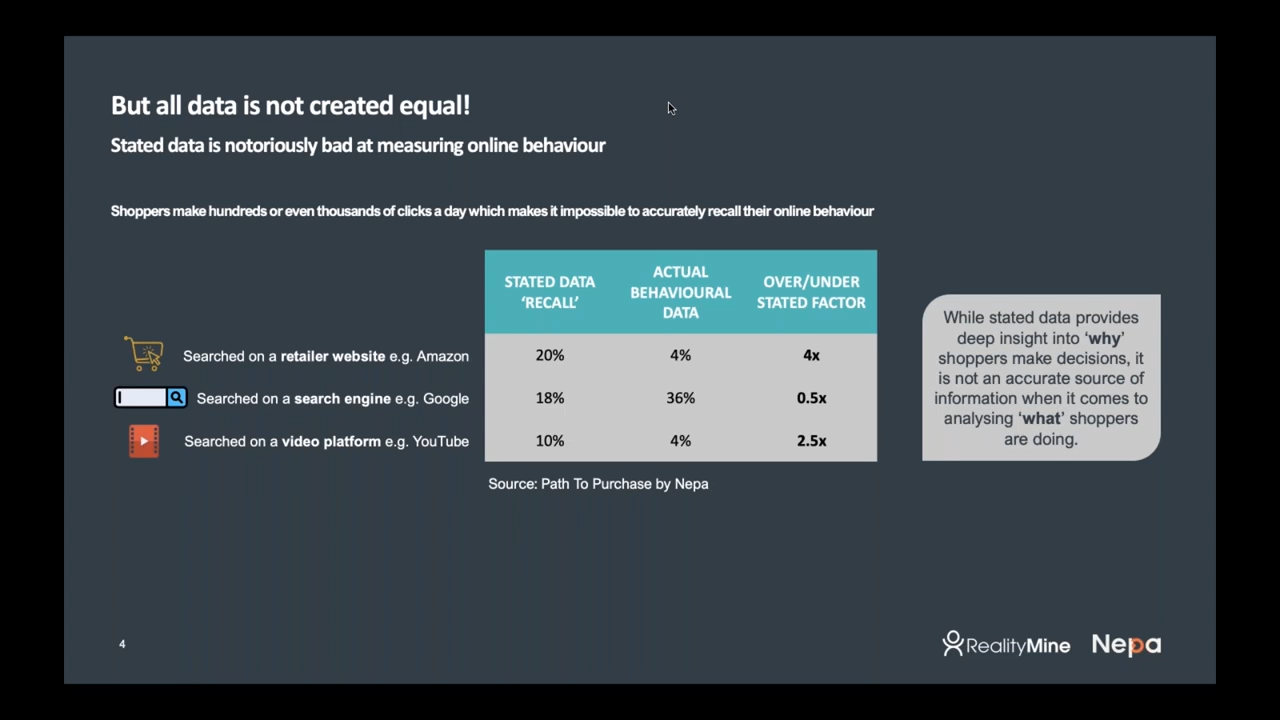 But all data is not created equal!
Stated data is notoriously bad at measuring online behaviour
Shoppers make hundreds or even thousands of clicks a day which makes it impossible to accurately recall their online behaviour
STATED DATA
‘RECALL’
ACTUAL
BEHAVIOURAL
DATA
OVER/UNDER
STATED FACTOR
Searched on a retailer website e.g. Amazon 20% 4% 4x
Searched on a search engine e.g. Google 18% 36% 0.5x
Searched on a video platform e.g. YouTube 10% 4% 2.5x
Source: Path To Purchase by Nepa
While stated data provides
deep insight into ‘why’
shoppers make decisions, it
is not an accurate source of
information when it comes to
analysing ‘what’ shoppers
are doing.
4
RealityMine
Nepa